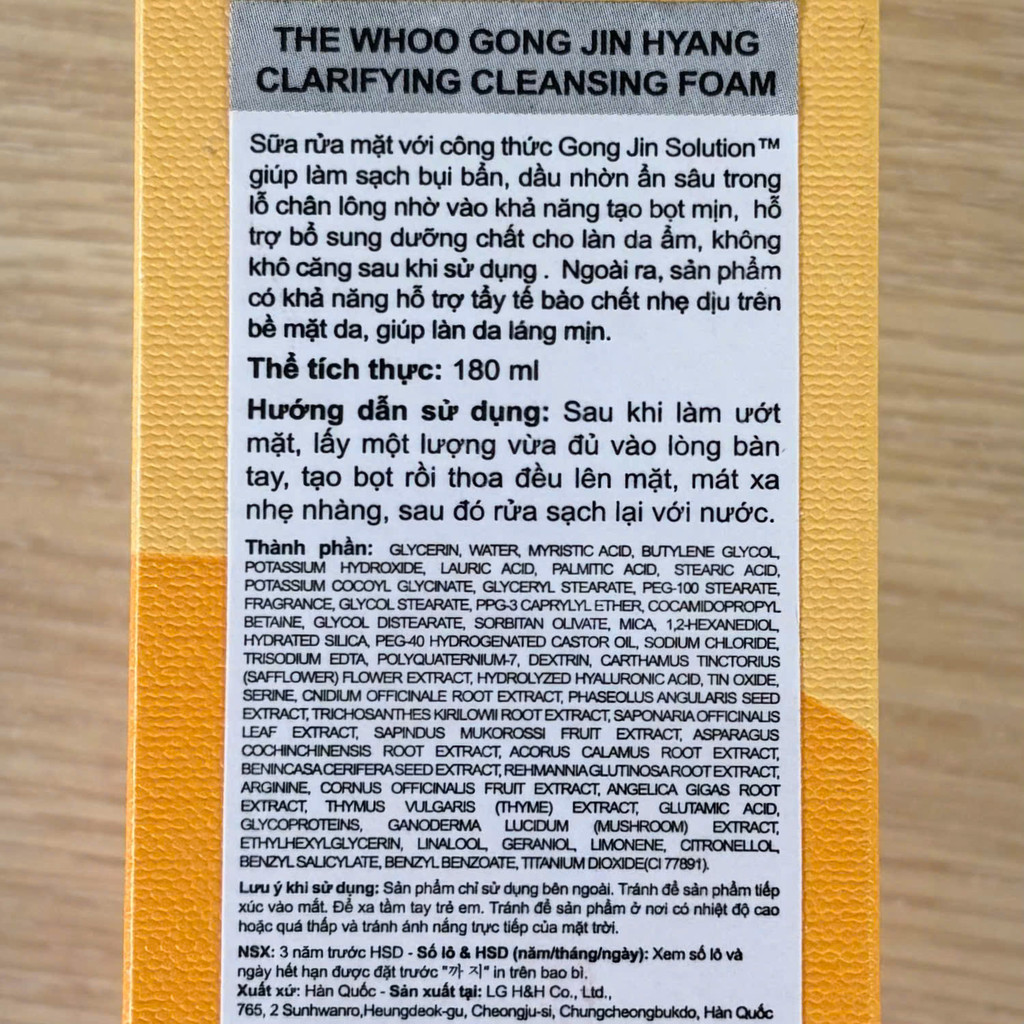 THE WHOO GONG JIN HYANG
CLARIFYING CLEANSING FOAM
Sữa rửa mặt với công thức Gong Jin Solution™
giúp làm sạch bụi bẩn, dầu nhờn ẩn sâu trong
lỗ chân lông nhờ vào khả năng tạo bọt mịn, hỗ
trợ bổ sung dưỡng chất cho làn da ẩm, không
khô căng sau khi sử dụng . Ngoài ra, sản phẩm
có khả năng hỗ trợ tẩy tế bào chết nhẹ dịu trên
bề mặt da, giúp làn da láng mịn.
Thể tích thực: 180 ml
Hướng dẫn sử dụng: Sau khi làm ướt
mặt, lấy một lượng vừa đủ vào lòng bàn
tay, tạo bọt rồi thoa đều lên mặt, mát xa
nhẹ nhàng, sau đó rửa sạch lại với nước.
Thành phần: GLYCERIN, WATER, MYRISTIC ACID, BUTYLENE GLYCOL,
POTASSIUM HYDROXIDE, LAURIC ACID, PALMITIC ACID, STEARIC ACID,
POTASSIUM COCOYL GLYCINATE, GLYCERYL STEARATE, PEG-100 STEARATE,
FRAGRANCE, GLYCOL STEARATE, PPG-3 CAPRYLYL ETHER, COCAMIDOPROPYL
BETAINE, GLYCOL DISTEARATE, SORBITAN OLIVATE, MICA, 1,2-HEXANEDIOL,
HYDRATED SILICA, PEG-40 HYDROGENATED CASTOR OIL, SODIUM CHLORIDE,
TRISODIUM EDTA, POLYQUATERNIUM-7, DEXTRIN, CARTHAMUS TINCTORIUS
(SAFFLOWER) FLOWER EXTRACT, HYDROLYZED HYALURONIC ACID, TIN OXIDE,
SERINE, CNIDIUM OFFICINALE ROOT EXTRACT, PHASEOLUS ANGULARIS SEED
EXTRACT, TRICHOSANTHES KIRILOWII ROOT EXTRACT, SAPONARIA OFFICINALIS
LEAF EXTRACT, SAPINDUS MUKOROSSI FRUIT EXTRACT, ASPARAGUS
COCHINCHINENSIS ROOT EXTRACT, ACORUS CALAMUS ROOT EXTRACT,
BENINCASA CERIFERA SEED EXTRACT, REHMANNIA GLUTINOSA ROOT EXTRACT,
ARGININE, CORNUS OFFICINALIS FRUIT EXTRACT, ANGELICA GIGAS ROOT
EXTRACT, THYMUS VULGARIS (THYME) EXTRACT, GLUTAMIC ACID,
GLYCOPROTEINS, GANODERMA LUCIDUM (MUSHROOM) EXTRACT,
ETHYLHEXYLGLYCERIN, LINALOOL, GERANIOL, LIMONENE, CITRONELLOL,
BENZYL SALICYLATE, BENZYL BENZOATE, TITANIUM DIOXIDE(CI 77891).
Lưu ý khi sử dụng: Sản phẩm chỉ sử dụng bên ngoài. Tránh để sản phẩm tiếp
xúc vào mắt. Để xa tầm tay trẻ em. Tránh để sản phẩm ở nơi có nhiệt độ cao
hoặc quá thấp và tránh ánh nắng trực tiếp của mặt trời.
NSX: 3 năm trước HSD - Số lô & HSD (năm/tháng/ngày): Xem số lô và
ngày hết hạn được đặt trước "까 지" in trên bao bì.
Xuất xứ: Hàn Quốc - Sản xuất tại: LG H&H Co., Ltd.,
765, 2 Sunhwanro,Heungdeok-gu, Cheongju-si, Chungcheongbukdo, Hàn Quốc